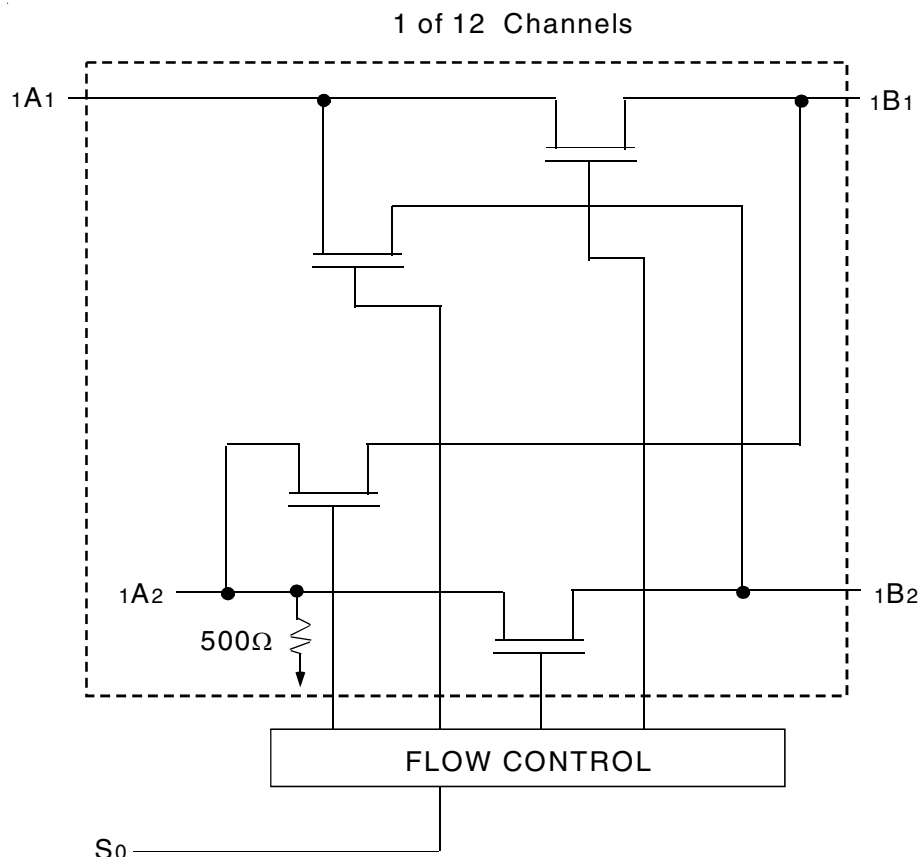 1 of 12 Channels
1A1
1B1
1A2
1B2
500Ω
FLOW CONTROL
S0